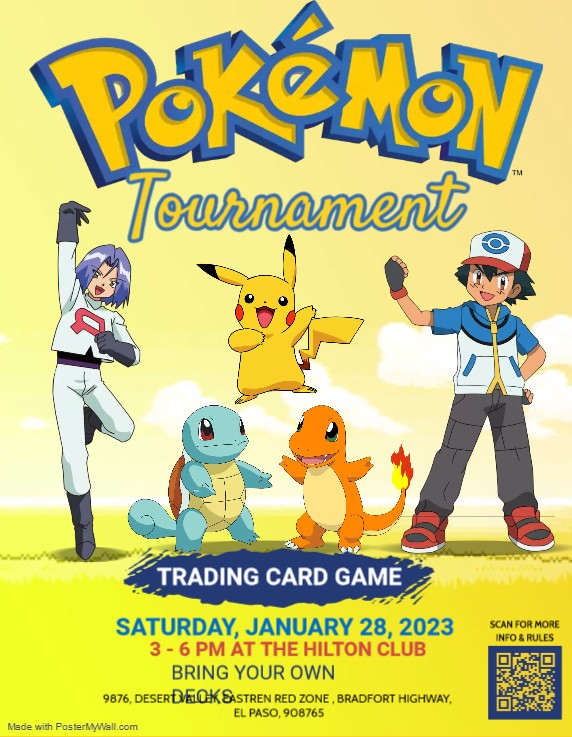 POKéMON
TM
Tournament
TRADING CARD GAME
SATURDAY, JANUARY 28, 2023
3 - 6 PM AT THE HILTON CLUB
BRING YOUR OWN
DECKS
9876, DESERT VALLEY, EASTREN RED ZONE , BRADFORT HIGHWAY,
EL PASO, 908765
SCAN FOR MORE
INFO & RULES
Made with PosterMyWall.com